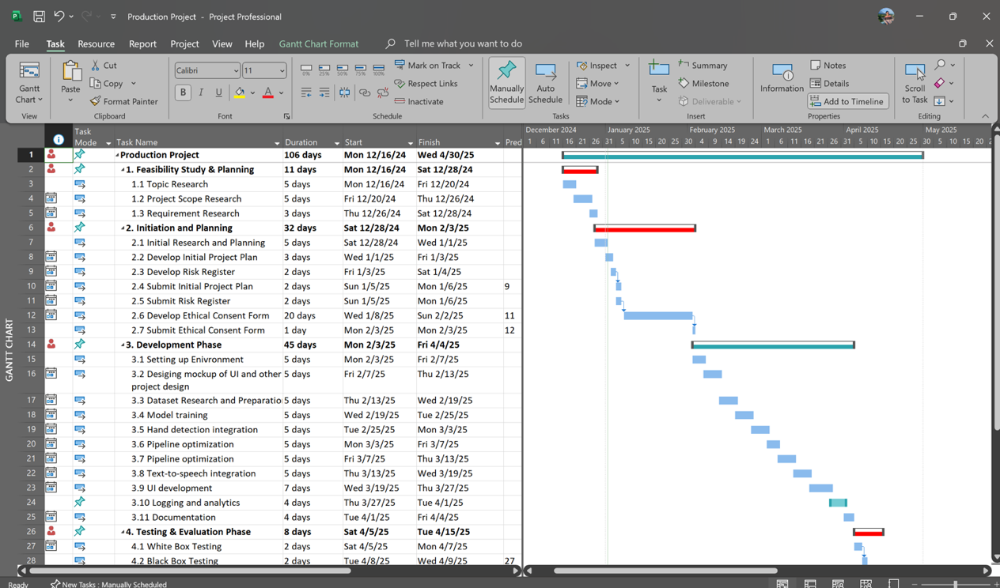 Production Project - Project Professional
File Task Resource Report Project View Help Gantt Chart Format Tell me what you want to do
Gantt Chart
View
Paste
Cut
Copy
Format Painter
Clipboard
Calibri 11
B I U A
Font
0% 25% 50% 75% 100%
Mark on Track
Respect Links
Inactivate
Schedule
Manually Schedule
Auto Schedule
Inspect
Move
Mode
Tasks
Task
Summary
Milestone
Deliverable
Insert
Information
Notes
Details
Add to Timeline
Properties
Scroll to Task
Editing
Task Mode Task Name Duration Start Finish Pred
December 2024 January 2025 February 2025 March 2025 April 2025 May 2025
1 6 11 16 21 26 31 5 10 15 20 25 30 4 9 14 19 24 1 6 11 16 21 26 31 5 10 15 20 25 30 5 10 15 20 2
GANTT CHART
1 Production Project 106 days Mon 12/16/24 Wed 4/30/25
2 1. Feasibility Study & Planning 11 days Mon 12/16/24 Sat 12/28/24
3 1.1 Topic Research 5 days Mon 12/16/24 Fri 12/20/24
4 1.2 Project Scope Research 5 days Fri 12/20/24 Thu 12/26/24
5 1.3 Requirement Research 3 days Thu 12/26/24 Sat 12/28/24
6 2. Initiation and Planning 32 days Sat 12/28/24 Mon 2/3/25
7 2.1 Initial Research and Planning 5 days Sat 12/28/24 Wed 1/1/25
8 2.2 Develop Initial Project Plan 3 days Wed 1/1/25 Fri 1/3/25
9 2.3 Develop Risk Register 2 days Fri 1/3/25 Sat 1/4/25
10 2.4 Submit Initial Project Plan 2 days Sun 1/5/25 Mon 1/6/25 9
11 2.5 Submit Risk Register 2 days Sun 1/5/25 Mon 1/6/25
12 2.6 Develop Ethical Consent Form 20 days Wed 1/8/25 Sun 2/2/25 11
13 2.7 Submit Ethical Consent Form 1 day Mon 2/3/25 Mon 2/3/25 12
14 3. Development Phase 45 days Mon 2/3/25 Fri 4/4/25
15 3.1 Setting up Enivronment 5 days Mon 2/3/25 Fri 2/7/25
16 3.2 Desiging mockup of UI and other 5 days Fri 2/7/25 Thu 2/13/25
project design
17 3.3 Dataset Research and Preparation 5 days Thu 2/13/25 Wed 2/19/25
18 3.4 Model training 5 days Wed 2/19/25 Tue 2/25/25
19 3.5 Hand detection integration 5 days Tue 2/25/25 Mon 3/3/25
20 3.6 Pipeline optimization 5 days Mon 3/3/25 Fri 3/7/25
21 3.7 Pipeline optimization 5 days Fri 3/7/25 Thu 3/13/25
22 3.8 Text-to-speech integration 5 days Thu 3/13/25 Wed 3/19/25
23 3.9 UI development 7 days Wed 3/19/25 Thu 3/27/25
24 3.10 Logging and analytics 4 days Thu 3/27/25 Tue 4/1/25
25 3.11 Documentation 4 days Tue 4/1/25 Fri 4/4/25
26 4. Testing & Evaluation Phase 8 days Sat 4/5/25 Tue 4/15/25
27 4.1 White Box Testing 2 days Sat 4/5/25 Mon 4/7/25
28 4.2 Black Box Testing 2 days Tue 4/8/25 Wed 4/9/25 27
Ready New Tasks : Manually Scheduled